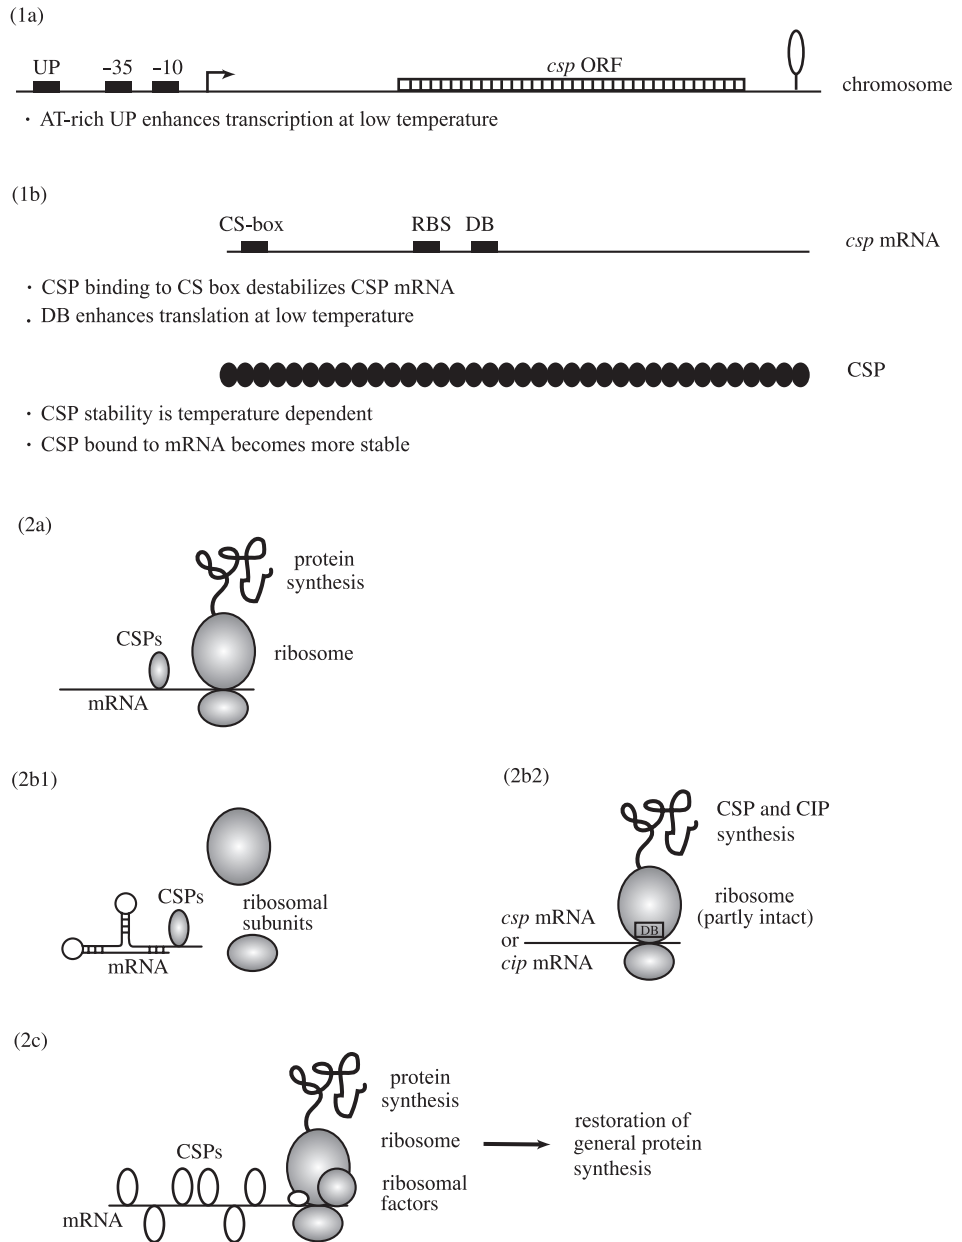 (1a)
UP
–35
–10
csp ORF
chromosome
· AT-rich UP enhances transcription at low temperature
(1b)
CS-box
RBS
DB
csp mRNA
· CSP binding to CS box destabilizes CSP mRNA
. DB enhances translation at low temperature
CSP
· CSP stability is temperature dependent
· CSP bound to mRNA becomes more stable
(2a)
protein
synthesis
CSPs
ribosome
mRNA
(2b1)
CSPs
ribosomal
subunits
mRNA
(2b2)
CSP and CIP
synthesis
ribosome
(partly intact)
DB
csp mRNA
or
cip mRNA
(2c)
protein
synthesis
CSPs
ribosome
ribosomal
factors
mRNA
restoration of
general protein
synthesis